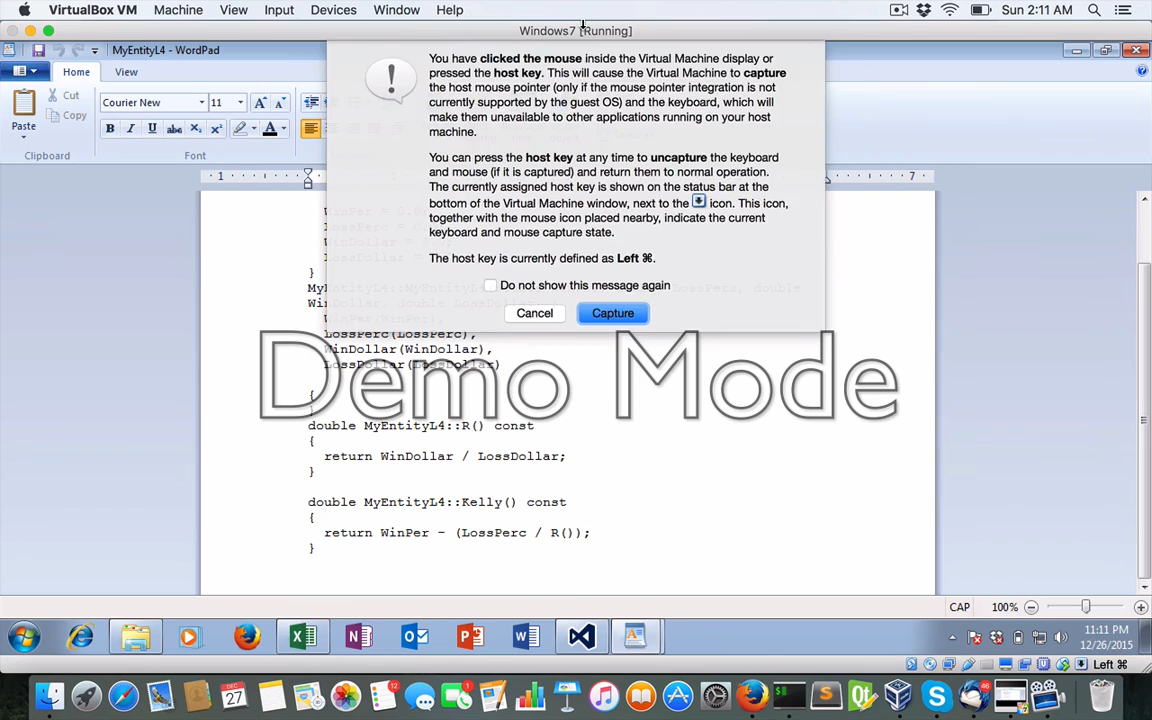 VirtualBox VM Machine View Input Devices Window Help Sun 2:11 AM
Windows7 [Running]
MyEntityL4 - WordPad
Home View
Paste
Cut
Copy
Clipboard
Courier New 11
B I U
Font
You have clicked the mouse inside the Virtual Machine display or
pressed the host key. This will cause the Virtual Machine to capture
the host mouse pointer (only if the mouse pointer integration is not
currently supported by the guest OS) and the keyboard, which will
make them unavailable to other applications running on your host
machine.
You can press the host key at any time to uncapture the keyboard
and mouse (if it is captured) and return them to normal operation.
The currently assigned host key is shown on the status bar at the
bottom of the Virtual Machine window, next to the icon. This icon,
together with the mouse icon placed nearby, indicate the current
keyboard and mouse capture state.
The host key is currently defined as Left ⌘.
Do not show this message again
Cancel Capture
1 7
}
WinDollar(WinDollar),
LossDollar(LossDollar)
{
}
double MyEntityL4::R() const
{
return WinDollar / LossDollar;
}
double MyEntityL4::Kelly() const
{
return WinPer - (LossPerc / R());
}
Demo Mode
CAP 100%
11:11 PM
12/26/2015
Left ⌘
DEC
27
12
46